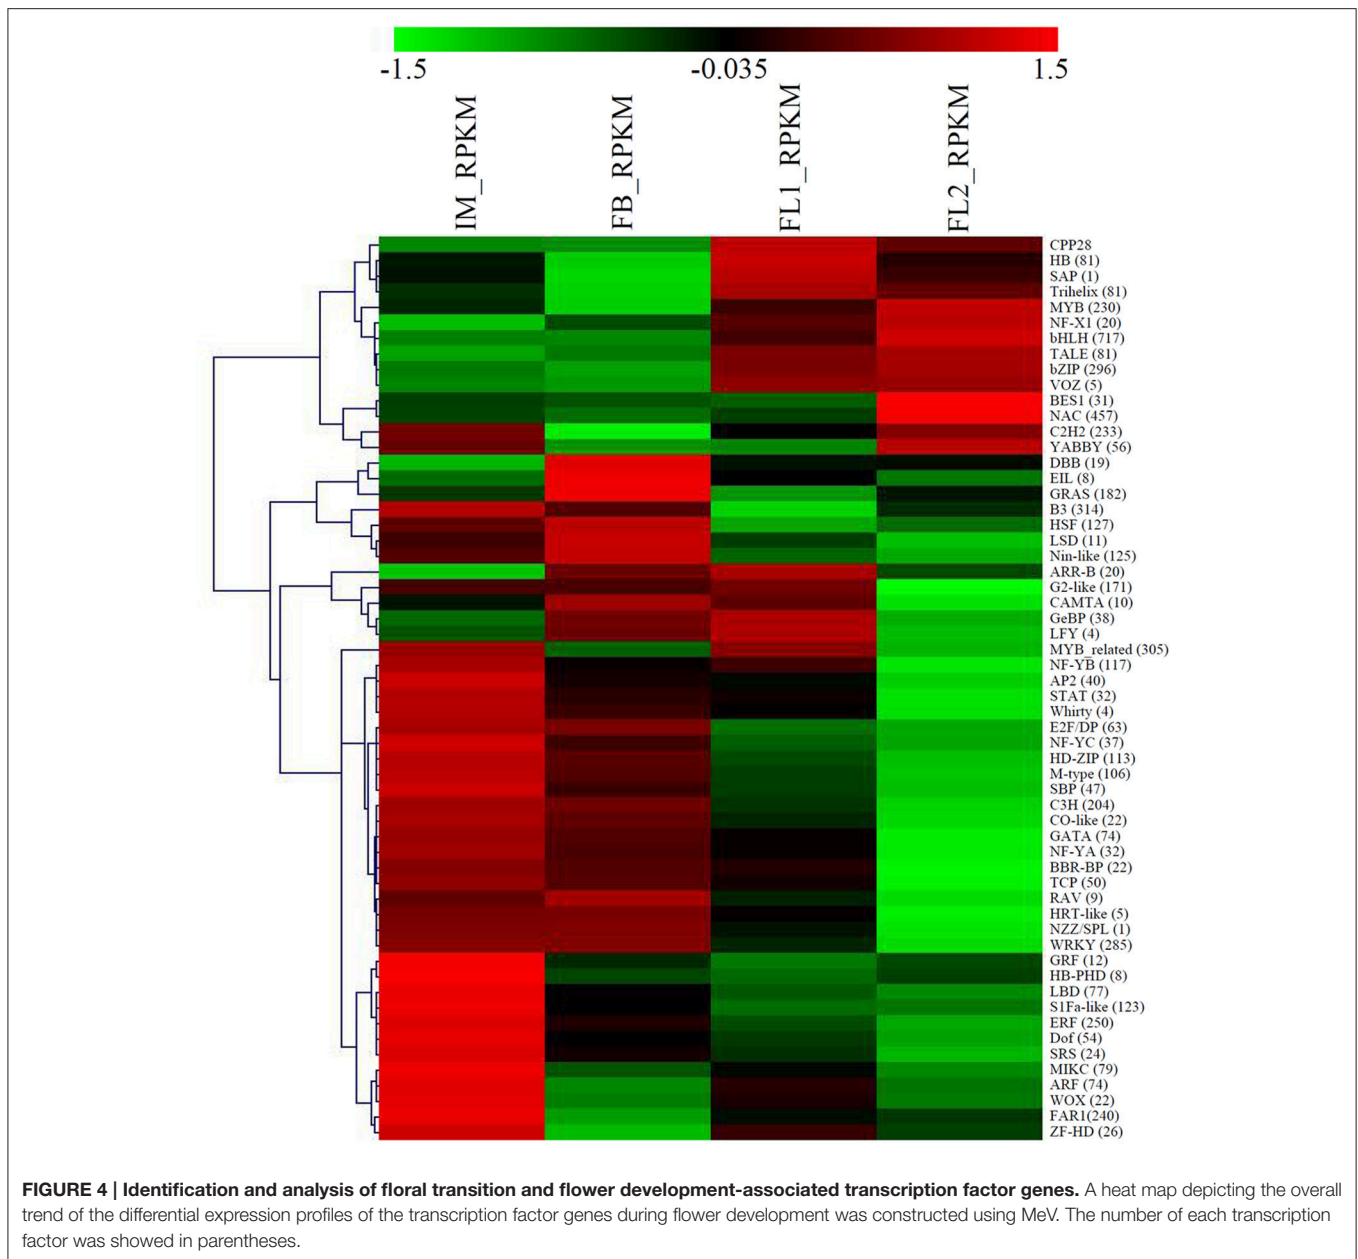 -1.5 -0.035 1.5
IM_RPKM FB_RPKM FL1_RPKM FL2_RPKM
CPP28
HB (81)
SAP (1)
Trihelix (81)
MYB (230)
NF-X1 (20)
bHLH (717)
TALE (81)
bZIP (296)
VOZ (5)
BES1 (31)
NAC (457)
C2H2 (233)
YABBY (56)
DBB (19)
EIL (8)
GRAS (182)
B3 (314)
HSF (127)
LSD (11)
Nin-like (125)
ARR-B (20)
G2-like (171)
CAMTA (10)
GeBP (38)
LFY (4)
MYB_related (305)
NF-YB (117)
AP2 (40)
STAT (32)
Whirty (4)
E2F/DP (63)
NF-YC (37)
HD-ZIP (113)
M-type (106)
SBP (47)
C3H (204)
CO-like (22)
GATA (74)
NF-YA (32)
BBR-BP (22)
TCP (50)
RAV (9)
HRT-like (5)
NZZ/SPL (1)
WRKY (285)
GRF (12)
HB-PHD (8)
LBD (77)
S1Fa-like (123)
ERF (250)
Dof (54)
SRS (24)
MIKC (79)
ARF (74)
WOX (22)
FAR1(240)
ZF-HD (26)
FIGURE 4 | Identification and analysis of floral transition and flower development-associated transcription factor genes. A heat map depicting the overall
trend of the differential expression profiles of the transcription factor genes during flower development was constructed using MeV. The number of each transcription
factor was showed in parentheses.